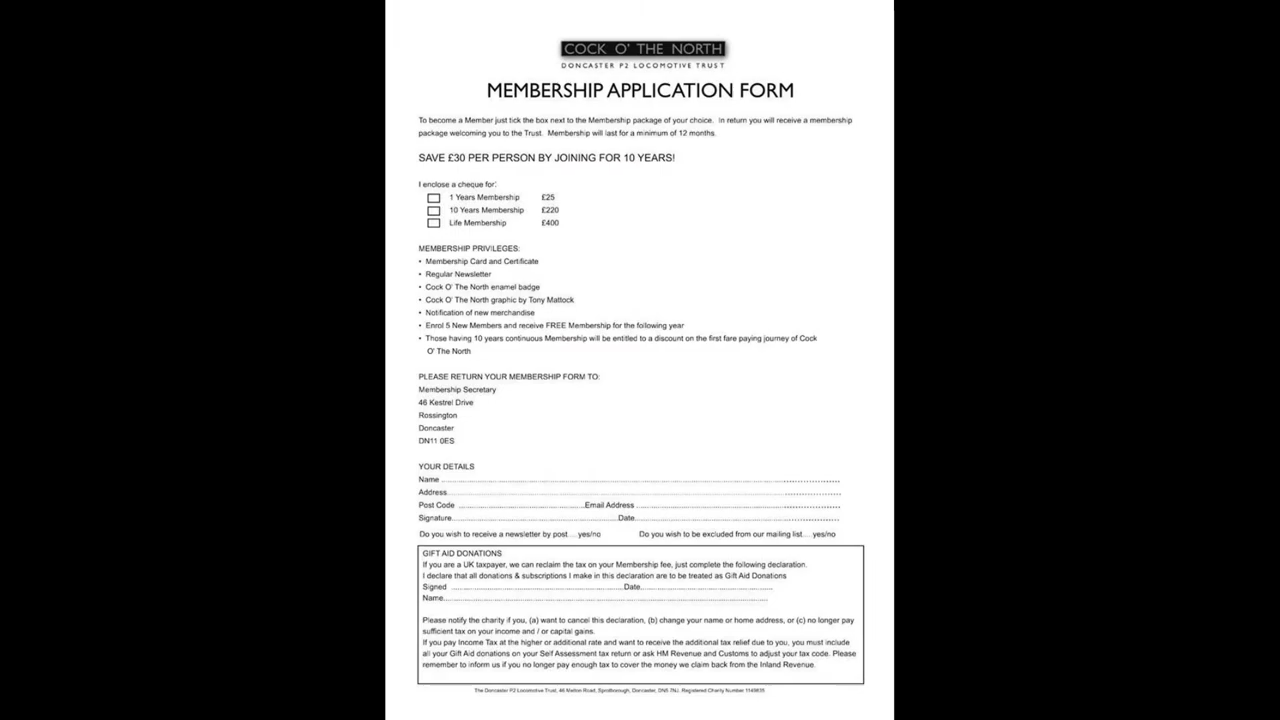 COCK O' THE NORTH
DONCASTER P2 LOCOMOTIVE TRUST
MEMBERSHIP APPLICATION FORM
To become a Member just tick the box next to the Membership package of your choice. In return you will receive a membership
package welcoming you to the Trust. Membership will last for a minimum of 12 months.
SAVE £30 PER PERSON BY JOINING FOR 10 YEARS!
I enclose a cheque for:
1 Years Membership £25
10 Years Membership £220
Life Membership £400
MEMBERSHIP PRIVILEGES:
• Membership Card and Certificate
• Regular Newsletter
• Cock O' The North enamel badge
• Cock O' The North graphic by Tony Mattock
• Notification of new merchandise
• Enrol 5 New Members and receive FREE Membership for the following year
• Those having 10 years continuous Membership will be entitled to a discount on the first fare paying journey of Cock
O' The North
PLEASE RETURN YOUR MEMBERSHIP FORM TO:
Membership Secretary
46 Kestrel Drive
Rossington
Doncaster
DN11 0ES
YOUR DETAILS
Name
Address
Post Code Email Address
Signature Date
Do you wish to receive a newsletter by post.... yes/no Do you wish to be excluded from our mailing list.... yes/no
GIFT AID DONATIONS
If you are a UK taxpayer, we can reclaim the tax on your Membership fee, just complete the following declaration.
I declare that all donations & subscriptions I make in this declaration are to be treated as Gift Aid Donations
Signed Date
Name
Please notify the charity if you, (a) want to cancel this declaration, (b) change your name or home address, or (c) no longer pay
sufficient tax on your income and / or capital gains.
If you pay Income Tax at the higher or additional rate and want to receive the additional tax relief due to you, you must include
all your Gift Aid donations on your Self Assessment tax return or ask HM Revenue and Customs to adjust your tax code. Please
remember to inform us if you no longer pay enough tax to cover the money we claim back from the Inland Revenue.
The Doncaster P2 Locomotive Trust, 46 Melton Road, Sprotbrough, Doncaster, DN5 7NJ. Registered Charity Number 1149835